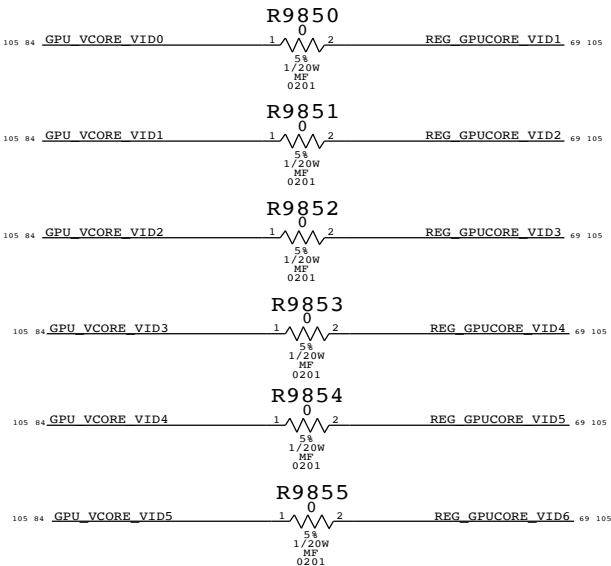 R9850
0
105 84 GPU_VCORE_VID0 1 2 REG_GPUCORE_VID1 69 105
5%
1/20W
MF
0201
R9851
0
105 84 GPU_VCORE_VID1 1 2 REG_GPUCORE_VID2 69 105
5%
1/20W
MF
0201
R9852
0
105 84 GPU_VCORE_VID2 1 2 REG_GPUCORE_VID3 69 105
5%
1/20W
MF
0201
R9853
0
105 84 GPU_VCORE_VID3 1 2 REG_GPUCORE_VID4 69 105
5%
1/20W
MF
0201
R9854
0
105 84 GPU_VCORE_VID4 1 2 REG_GPUCORE_VID5 69 105
5%
1/20W
MF
0201
R9855
0
105 84 GPU_VCORE_VID5 1 2 REG_GPUCORE_VID6 69 105
5%
1/20W
MF
0201